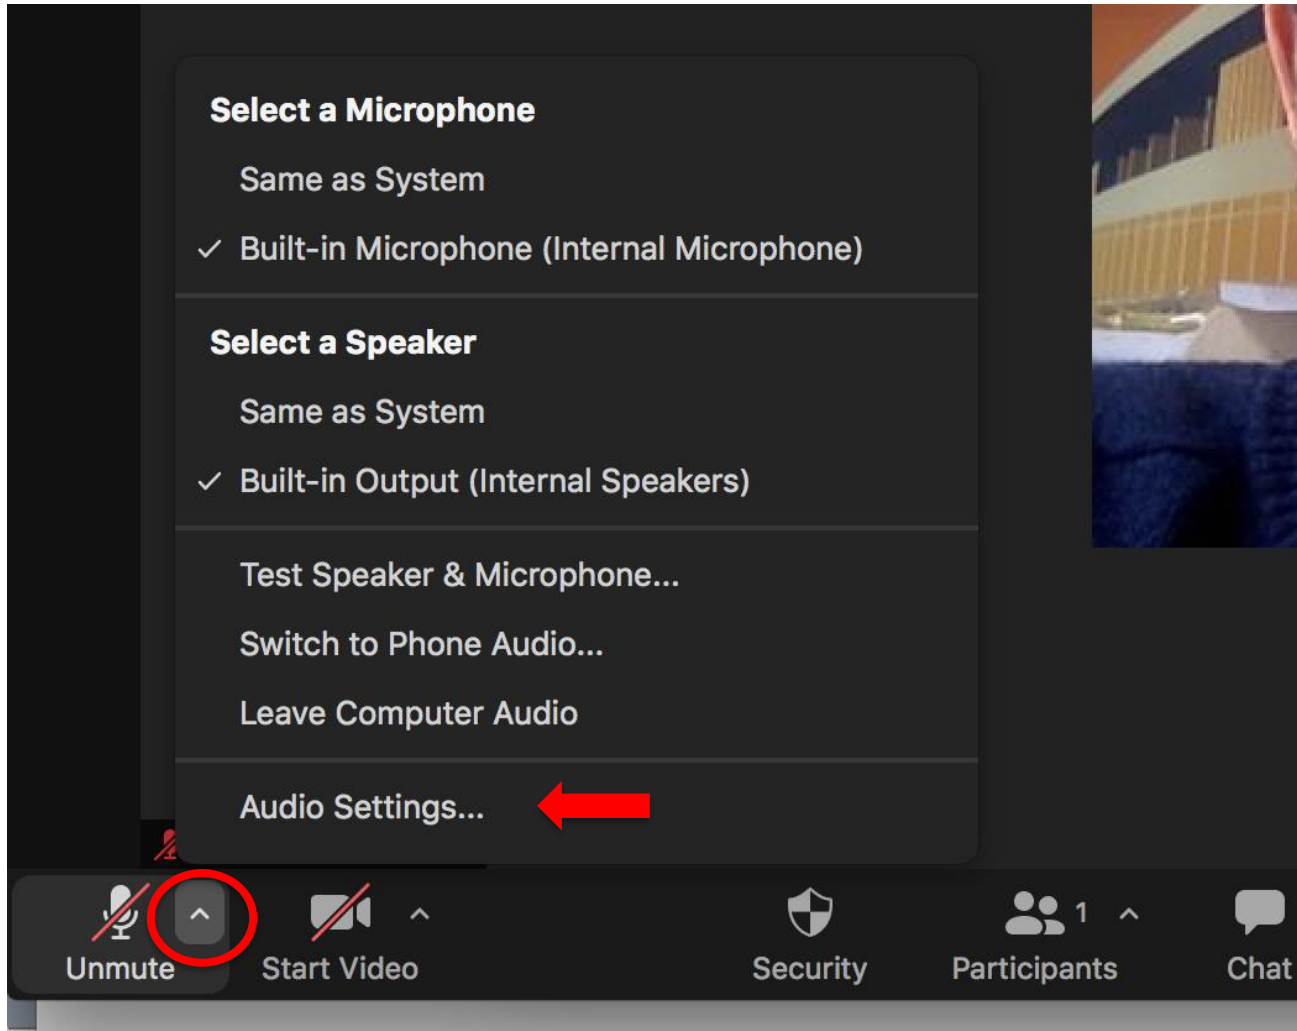 Select a Microphone
Same as System
Built-in Microphone (Internal Microphone)
Select a Speaker
Same as System
Built-in Output (Internal Speakers)
Test Speaker & Microphone...
Switch to Phone Audio...
Leave Computer Audio
Audio Settings...
1
Unmute
Start Video
Security
Participants
Chat